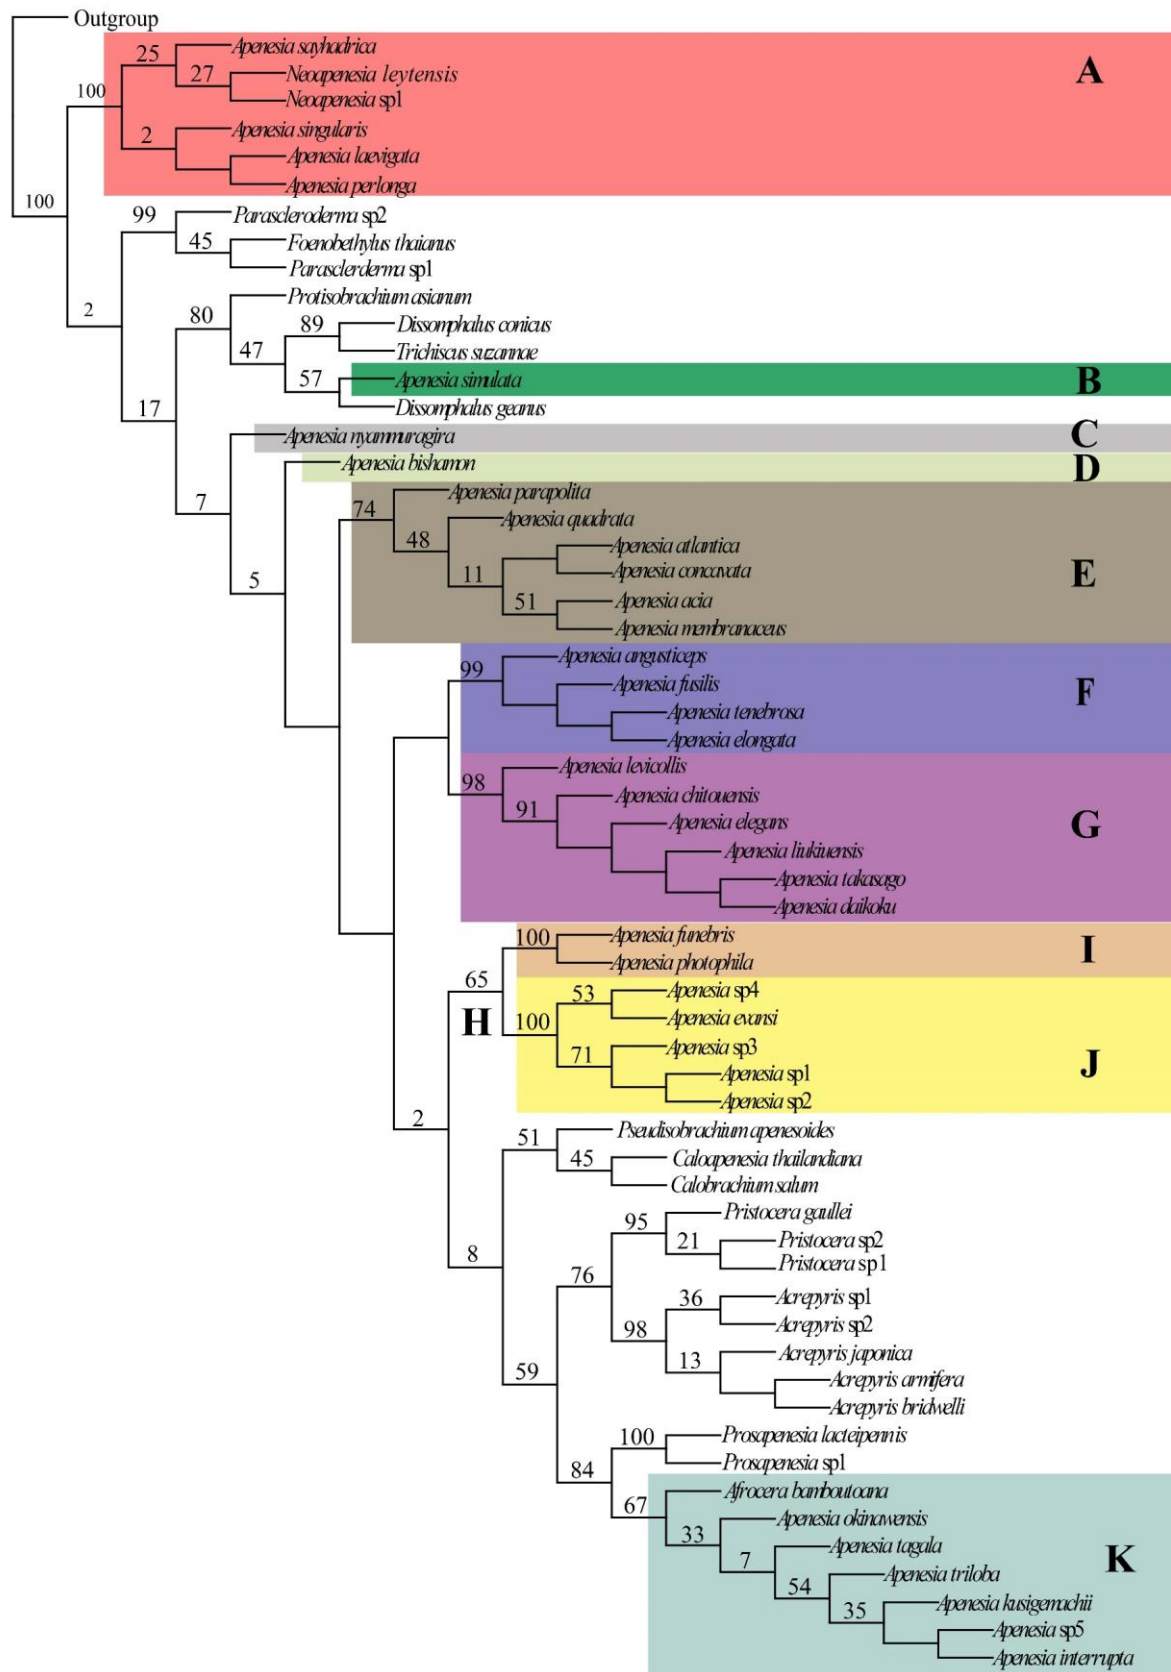 Outgroup
25 Apenesia sayhadrica
27 Neoapenesia leytensis
A
100 Neoapenesia sp1
2 Apenesia singularis
Apenesia laevigata
Apenesia perlonga
100
99 Parascleroderma sp2
45 Foenobethylus thaianus
Parasclerderma sp1
2
80 Protisobrachium asianum
89 Dissomphalus conicus
47 Trichiscus suzannae
57 Apenesia simulata B
Dissomphalus geanus
17
Apenesia nyammuragira C
Apenesia bishamon D
7
74 Apenesia parapolita
48 Apenesia quadrata
Apenesia atlantica
11 Apenesia concavata E
5
51 Apenesia acia
Apenesia membranaceus
99 Apenesia angusticeps
Apenesia fusilis F
Apenesia tenebrosa
Apenesia elongata
98 Apenesia levicollis
91 Apenesia chitouensis
Apenesia elegans G
Apenesia liukiuensis
Apenesia takasago
Apenesia daikoku
100 Apenesia funebris I
Apenesia photophila
65
53 Apenesia sp4
H 100 Apenesia evansi
71 Apenesia sp3 J
Apenesia sp1
Apenesia sp2
2
51 Pseudisobrachium apenesoides
45 Caloapenesia thailandiana
Calobrachium salum
95 Pristocera gaullei
21 Pristocera sp2
8 Pristocera sp1
76
36 Acrepyris sp1
98 Acrepyris sp2
13 Acrepyris japonica
59 Acrepyris armifera
Acrepyris bridwelli
100 Prosapenesia lacteipennis
84 Prosapenesia sp1
67 Afrocera bamboutoana
33 Apenesia okinawensis
7 Apenesia tagala K
54 Apenesia triloba
35 Apenesia kusigemachii
Apenesia sp5
Apenesia interrupta